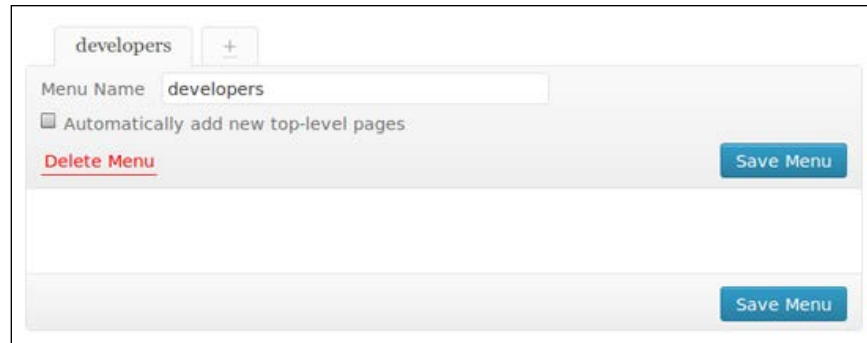 developers +
Menu Name developers
Automatically add new top-level pages
Delete Menu Save Menu
Save Menu